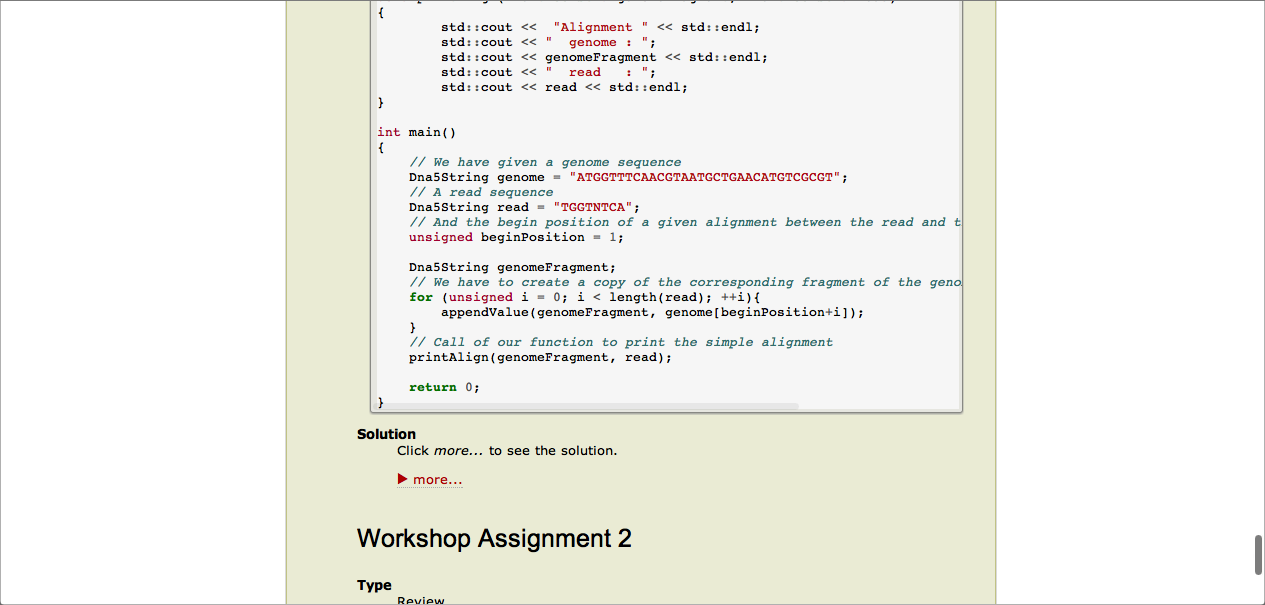 {
std::cout << "Alignment " << std::endl;
std::cout << "  genome : ";
std::cout << genomeFragment << std::endl;
std::cout << "  read   : ";
std::cout << read << std::endl;
}
int main()
{
// We have given a genome sequence
Dna5String genome = "ATGGTTTCAACGTAATGCTGAACATGTCGCGT";
// A read sequence
Dna5String read = "TGGTNTCA";
// And the begin position of a given alignment between the read and t
unsigned beginPosition = 1;
Dna5String genomeFragment;
// We have to create a copy of the corresponding fragment of the geno
for (unsigned i = 0; i < length(read); ++i){
appendValue(genomeFragment, genome[beginPosition+i]);
}
// Call of our function to print the simple alignment
printAlign(genomeFragment, read);
return 0;
}
Solution
Click more... to see the solution.
more...
Workshop Assignment 2
Type
Review